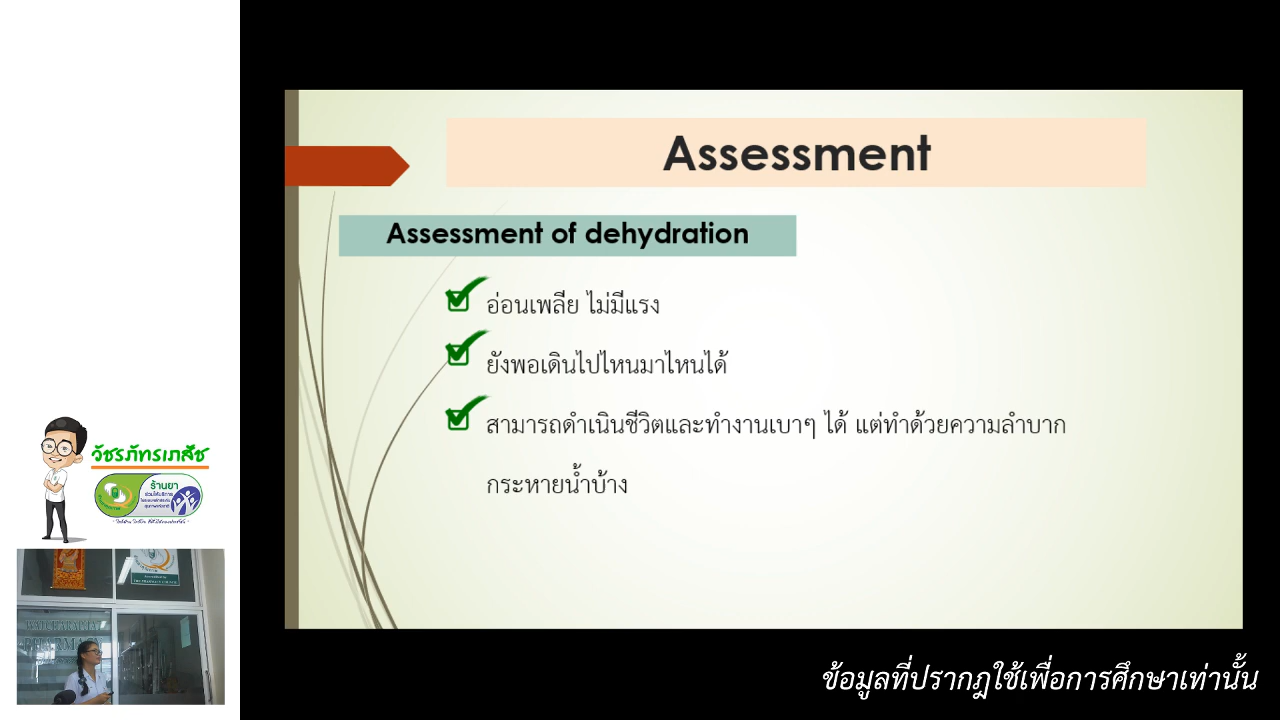 Assessment
Assessment of dehydration
อ่อนเพลีย ไม่มีแรง
ยังพอเดินไปไหนมาไหนได้
สามารถดำเนินชีวิตและทำงานเบาๆ ได้ แต่ทำด้วยความลำบาก
กระหายน้ำบ้าง
วัชรภัทรเภสัช
ร้านยา
ข้อมูลที่ปรากฏใช้เพื่อการศึกษาเท่านั้น